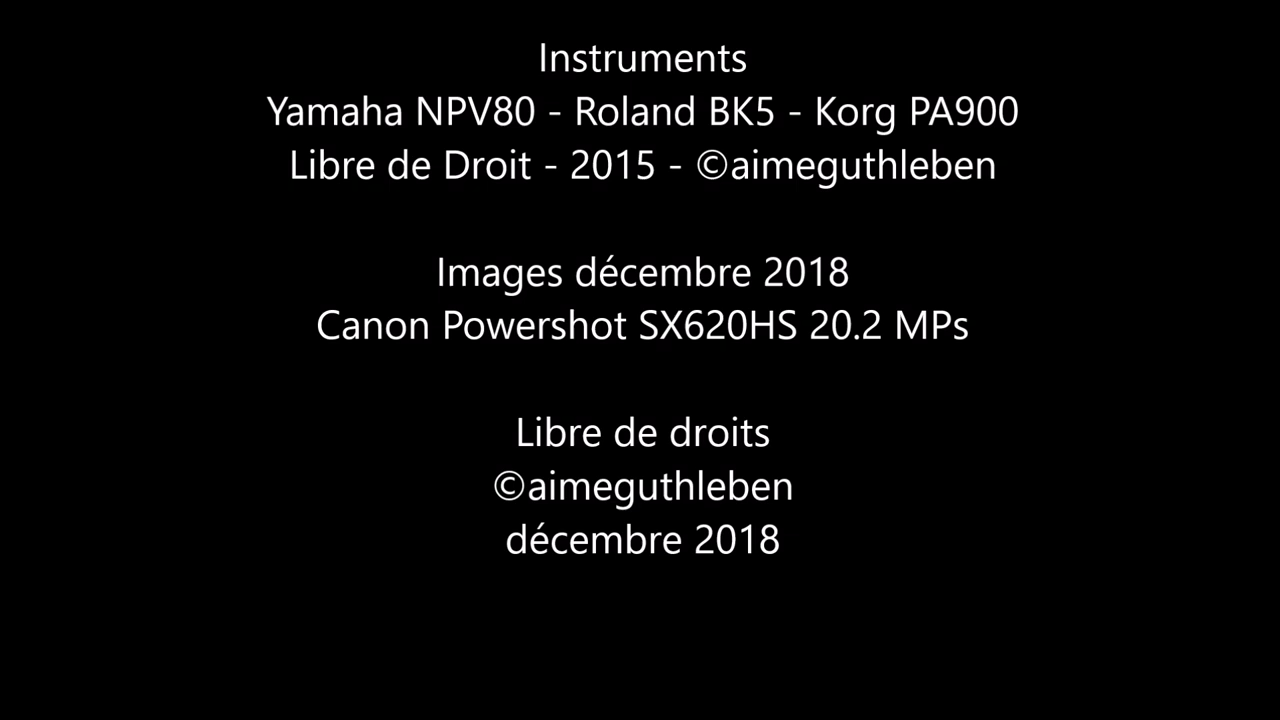 Instruments
Yamaha NPV80 - Roland BK5 - Korg PA900
Libre de Droit - 2015 - ©aimeguthleben
Images décembre 2018
Canon Powershot SX620HS 20.2 MPs
Libre de droits
©aimeguthleben
décembre 2018